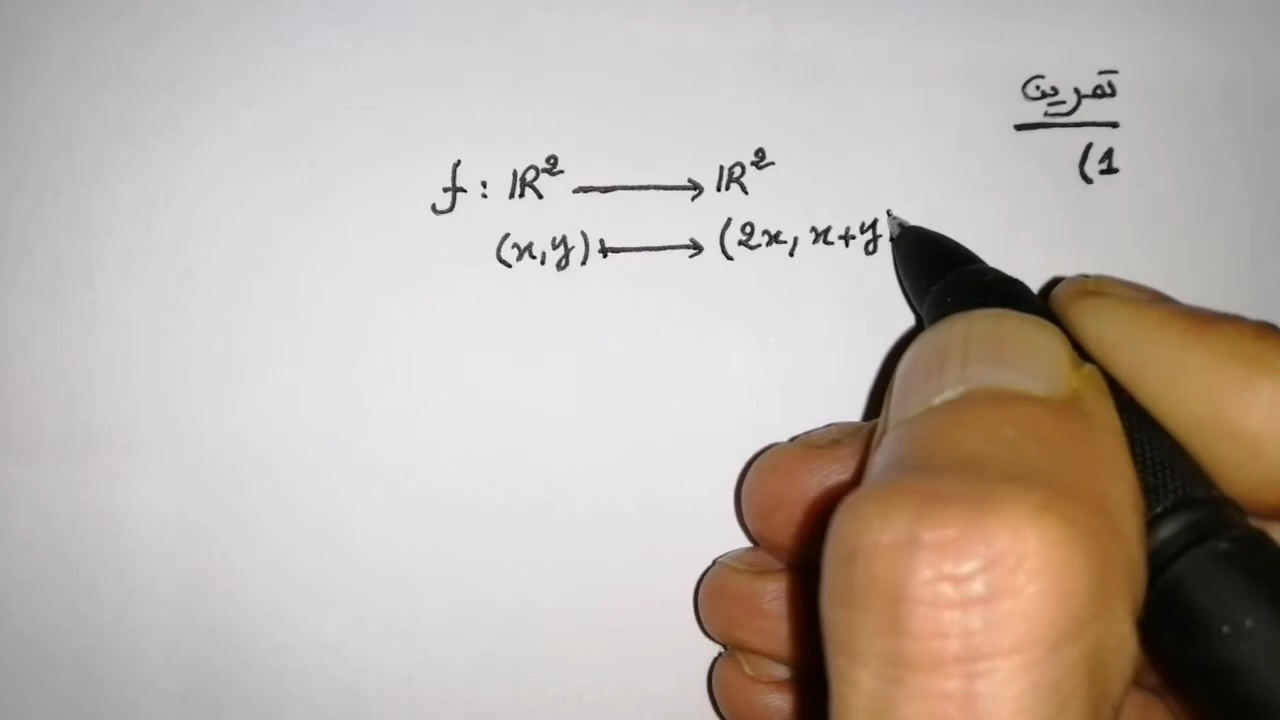 تمرين
(1
f : IR² ⟶ IR²
(x,y) ⟼ (2x, x+y)